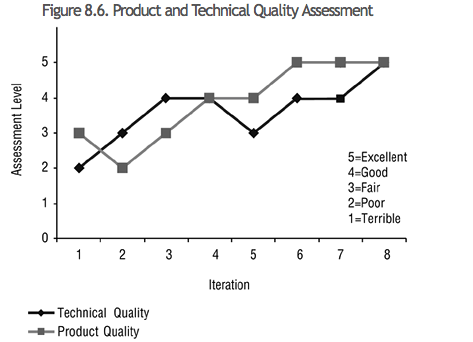 Figure 8.6. Product and Technical Quality Assessment
Assessment Level
5
4
3
2
1
0
5=Excellent
4=Good
3=Fair
2=Poor
1=Terrible
1 2 3 4 5 6 7 8
Iteration
Technical Quality
Product Quality